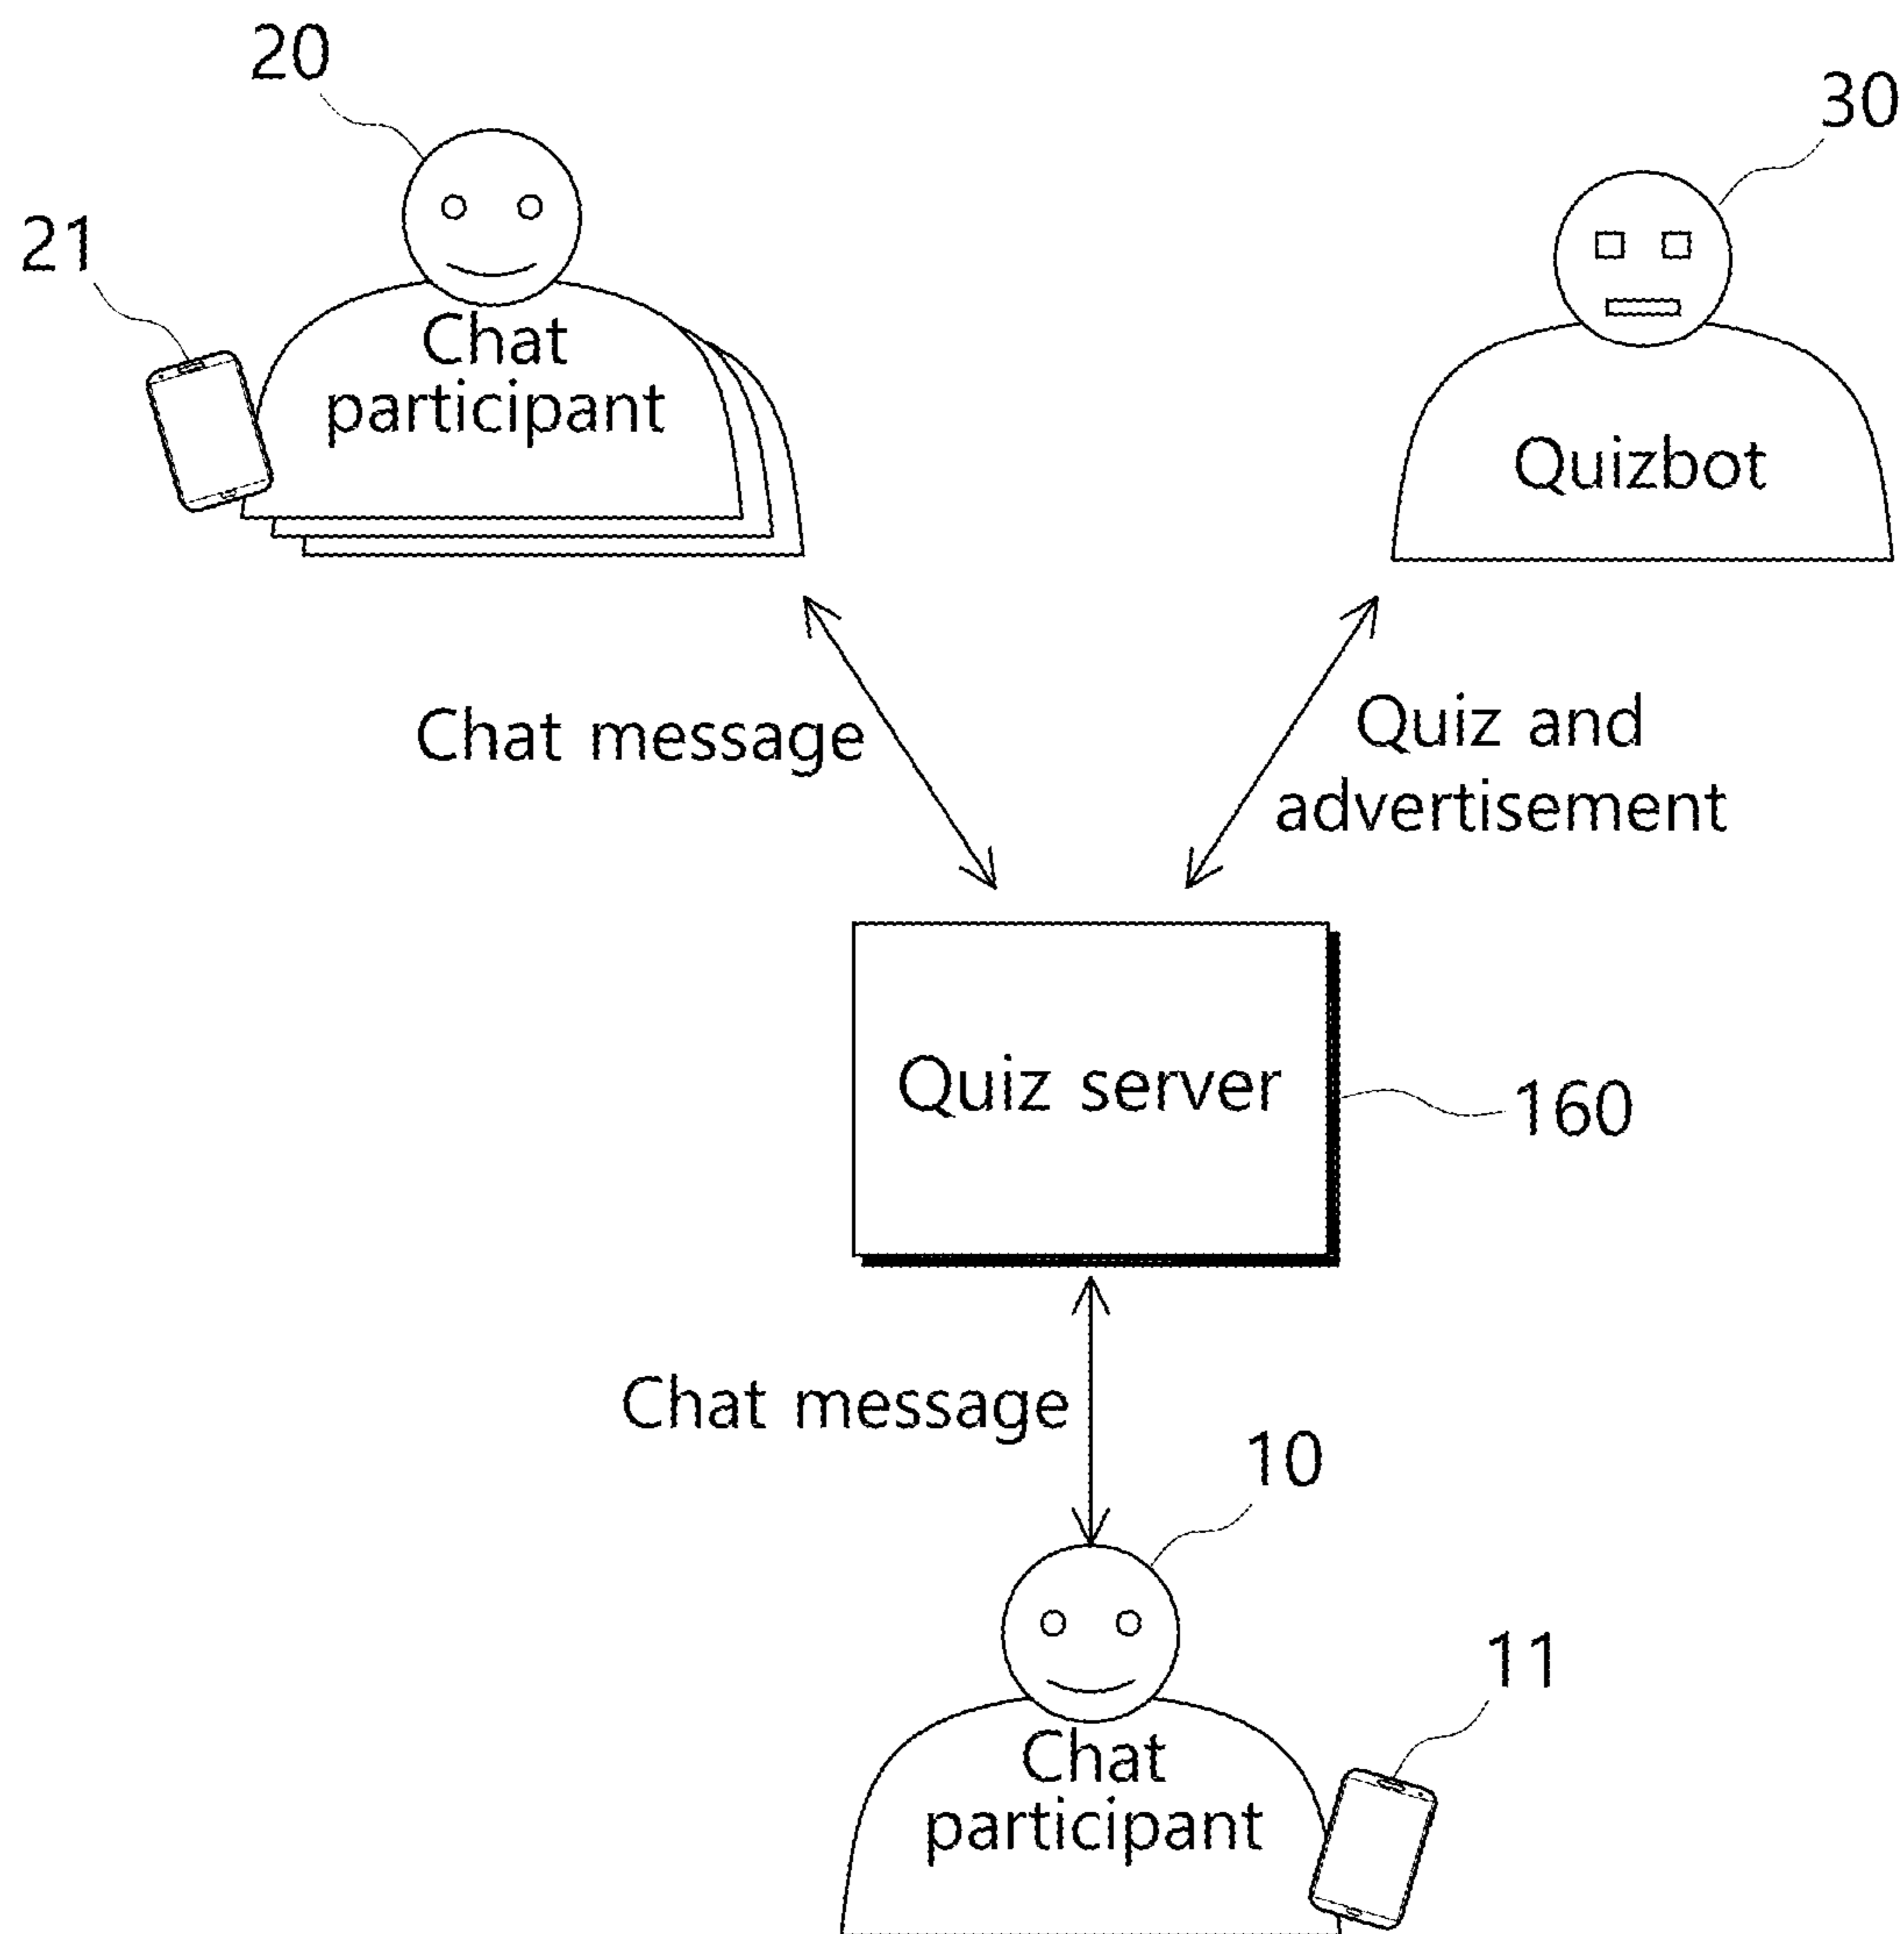 20
30
21
Chat
participant
Quizbot
Chat message
Quiz and
advertisement
Quiz server
160
Chat message
10
11
Chat
participant